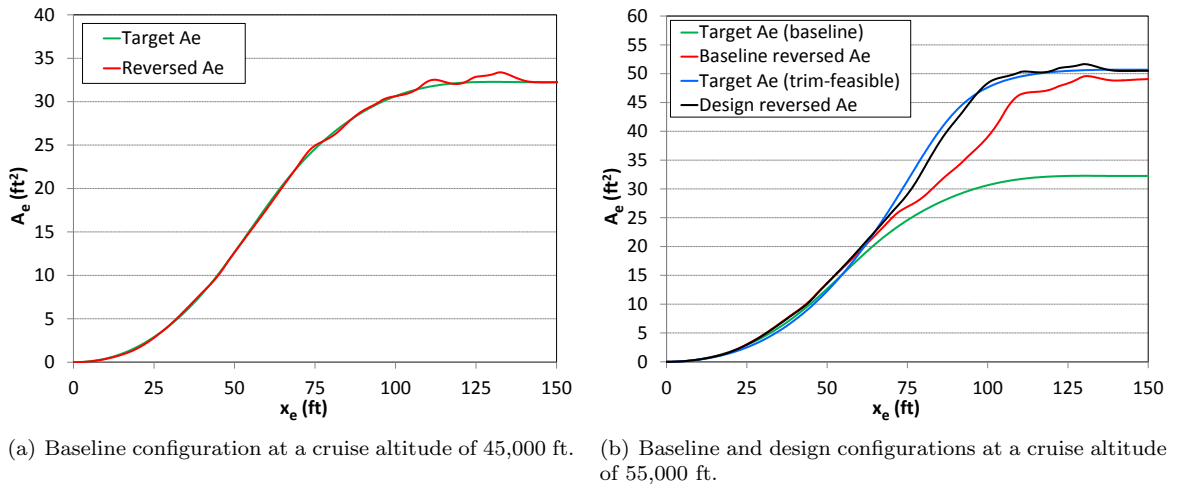 40
35
30
25
20
15
10
5
0
A_e (ft²)
Target Ae
Reversed Ae
0 25 50 75 100 125 150
x_e (ft)
(a) Baseline configuration at a cruise altitude of 45,000 ft.
60
55
50
45
40
35
30
25
20
15
10
5
0
A_e (ft²)
Target Ae (baseline)
Baseline reversed Ae
Target Ae (trim-feasible)
Design reversed Ae
0 25 50 75 100 125 150
x_e (ft)
(b) Baseline and design configurations at a cruise altitude
of 55,000 ft.